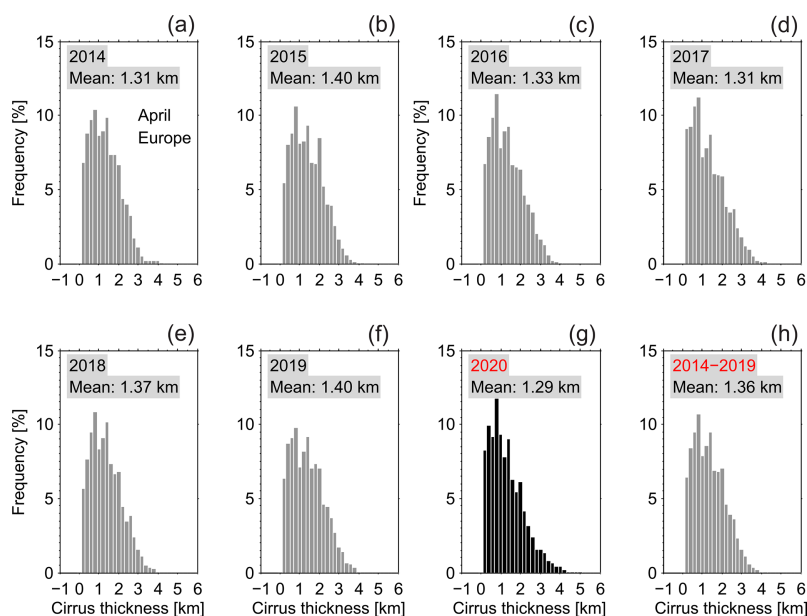 (a)
15
2014
Mean: 1.31 km
April
Europe
10
5
0
Frequency [%]
−1 0 1 2 3 4 5 6
(b)
15
2015
Mean: 1.40 km
10
5
0
−1 0 1 2 3 4 5 6
(c)
15
2016
Mean: 1.33 km
10
5
0
Frequency [%]
−1 0 1 2 3 4 5 6
(d)
15
2017
Mean: 1.31 km
10
5
0
−1 0 1 2 3 4 5 6
(e)
15
2018
Mean: 1.37 km
10
5
0
Frequency [%]
−1 0 1 2 3 4 5 6
Cirrus thickness [km]
(f)
15
2019
Mean: 1.40 km
10
5
0
−1 0 1 2 3 4 5 6
Cirrus thickness [km]
(g)
15
2020
Mean: 1.29 km
10
5
0
−1 0 1 2 3 4 5 6
Cirrus thickness [km]
(h)
15
2014−2019
Mean: 1.36 km
10
5
0
−1 0 1 2 3 4 5 6
Cirrus thickness [km]